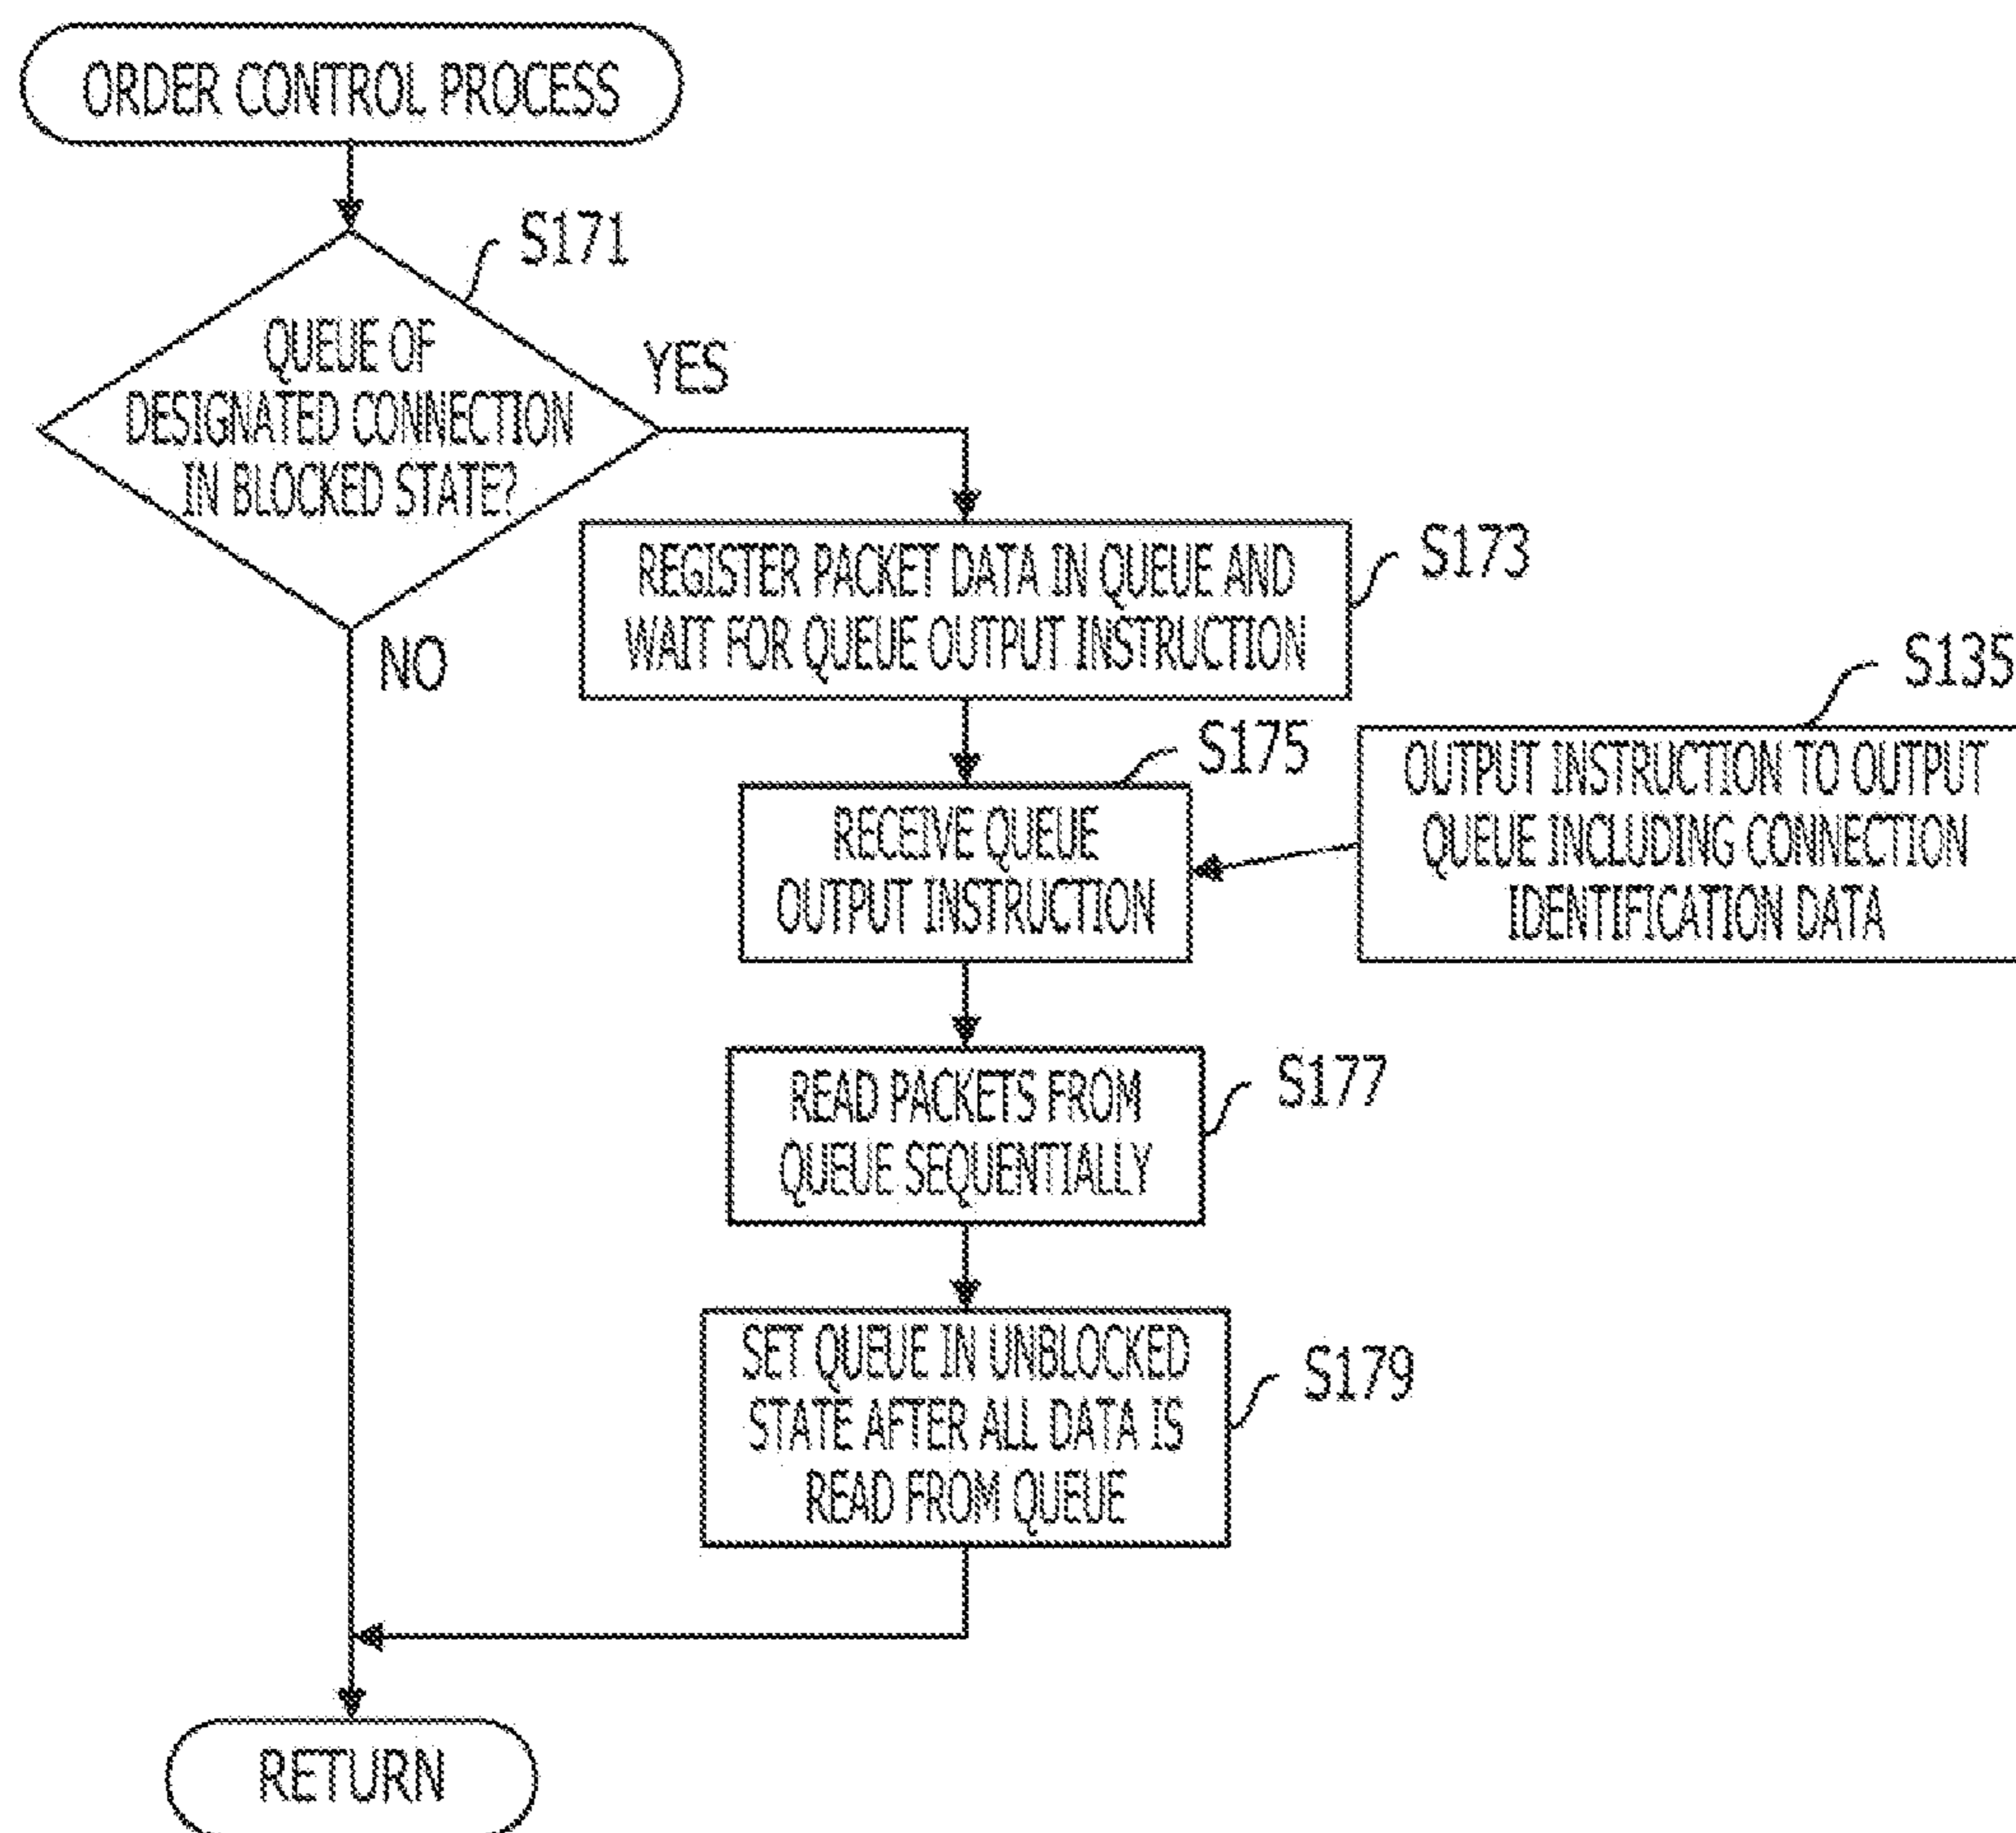 ORDER CONTROL PROCESS
S171
QUEUE OF
DESIGNATED CONNECTION
IN BLOCKED STATE?
YES
NO
REGISTER PACKET DATA IN QUEUE AND
WAIT FOR QUEUE OUTPUT INSTRUCTION
S173
S135
OUTPUT INSTRUCTION TO OUTPUT
QUEUE INCLUDING CONNECTION
IDENTIFICATION DATA
S175
RECEIVE QUEUE
OUTPUT INSTRUCTION
READ PACKETS FROM
QUEUE SEQUENTIALLY
S177
SET QUEUE IN UNBLOCKED
STATE AFTER ALL DATA IS
READ FROM QUEUE
S179
RETURN